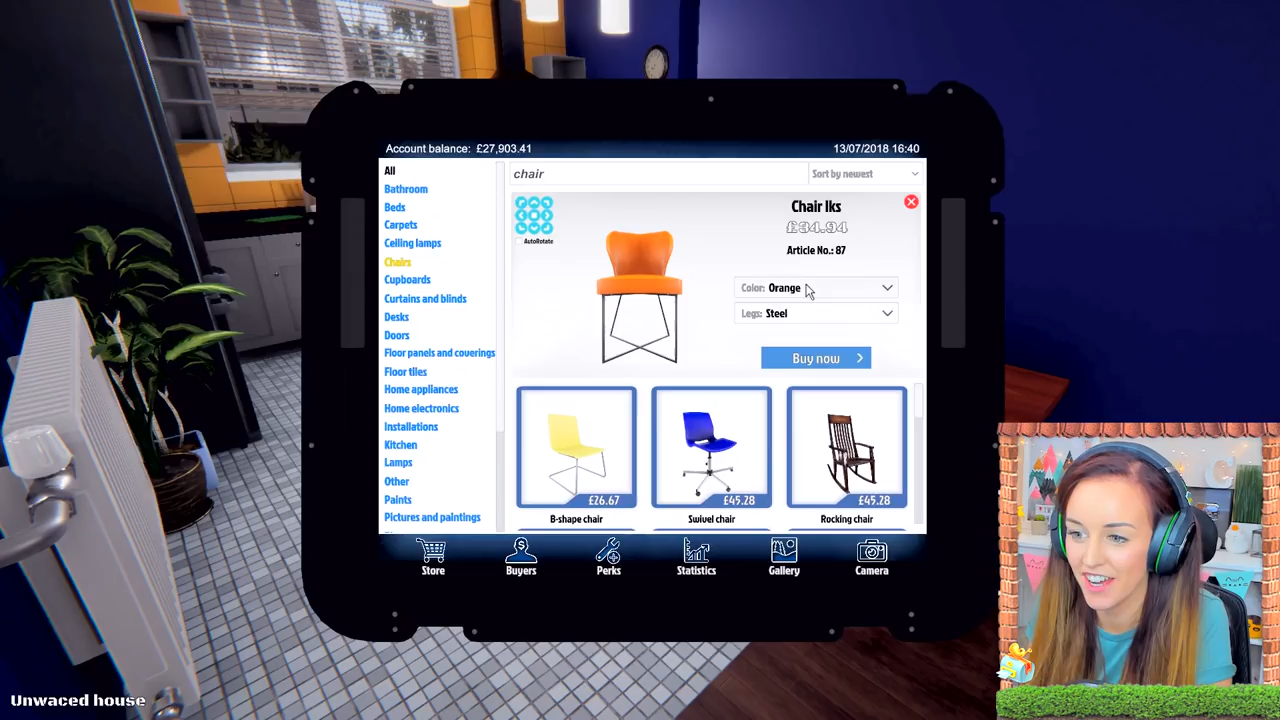 Account balance: £27,903.41
13/07/2018 16:40
All
Bathroom
Beds
Carpets
Ceiling lamps
Chairs
Cupboards
Curtains and blinds
Desks
Doors
Floor panels and coverings
Floor tiles
Home appliances
Home electronics
Installations
Kitchen
Lamps
Other
Paints
Pictures and paintings
chair
Sort by newest
AutoRotate
Chair Iks
£34.94
Article No.: 87
Color: Orange
Legs: Steel
Buy now
£26.67
£45.28
£45.28
B-shape chair
Swivel chair
Rocking chair
Store
Buyers
Perks
Statistics
Gallery
Camera
Unwaced house